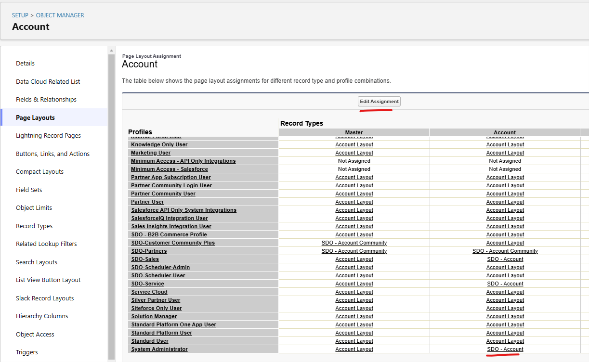 SETUP > OBJECT MANAGER
Account
Details
Data Cloud Related List
Fields & Relationships
Page Layouts
Lightning Record Pages
Buttons, Links, and Actions
Compact Layouts
Field Sets
Object Limits
Record Types
Related Lookup Filters
Search Layouts
List View Button Layout
Slack Record Layouts
Hierarchy Columns
Object Access
Triggers
Page Layout Assignment
Account
The table below shows the page layout assignments for different record type and profile combinations.
Edit Assignment
Record Types
Profiles Master Account
Knowledge Only User Account Layout Account Layout
Marketing User Account Layout Account Layout
Minimum Access - API Only Integrations Not Assigned Not Assigned
Minimum Access - Salesforce Not Assigned Not Assigned
Partner App Subscription User Account Layout Account Layout
Partner Community Login User Account Layout Account Layout
Partner Community User Account Layout Account Layout
Partner User Account Layout Account Layout
Salesforce API Only System Integrations Account Layout Account Layout
SalesforceIQ Integration User Account Layout Account Layout
Sales Insights Integration User Account Layout Account Layout
SDO - B2B Commerce Profile Account Layout Account Layout
SDO-Customer Community Plus SDO - Account Community Account Layout
SDO-Partners SDO - Account Community SDO - Account Community
SDO-Sales Account Layout SDO - Account
SDO-Scheduler-Admin Account Layout Account Layout
SDO-Scheduler User Account Layout Account Layout
SDO-Service Account Layout SDO - Account
Service Cloud Account Layout Account Layout
Silver Partner User Account Layout Account Layout
Siteforce Only User Account Layout Account Layout
Solution Manager Account Layout Account Layout
Standard Platform One App User Account Layout Account Layout
Standard Platform User Account Layout Account Layout
Standard User Account Layout Account Layout
System Administrator Account Layout SDO - Account